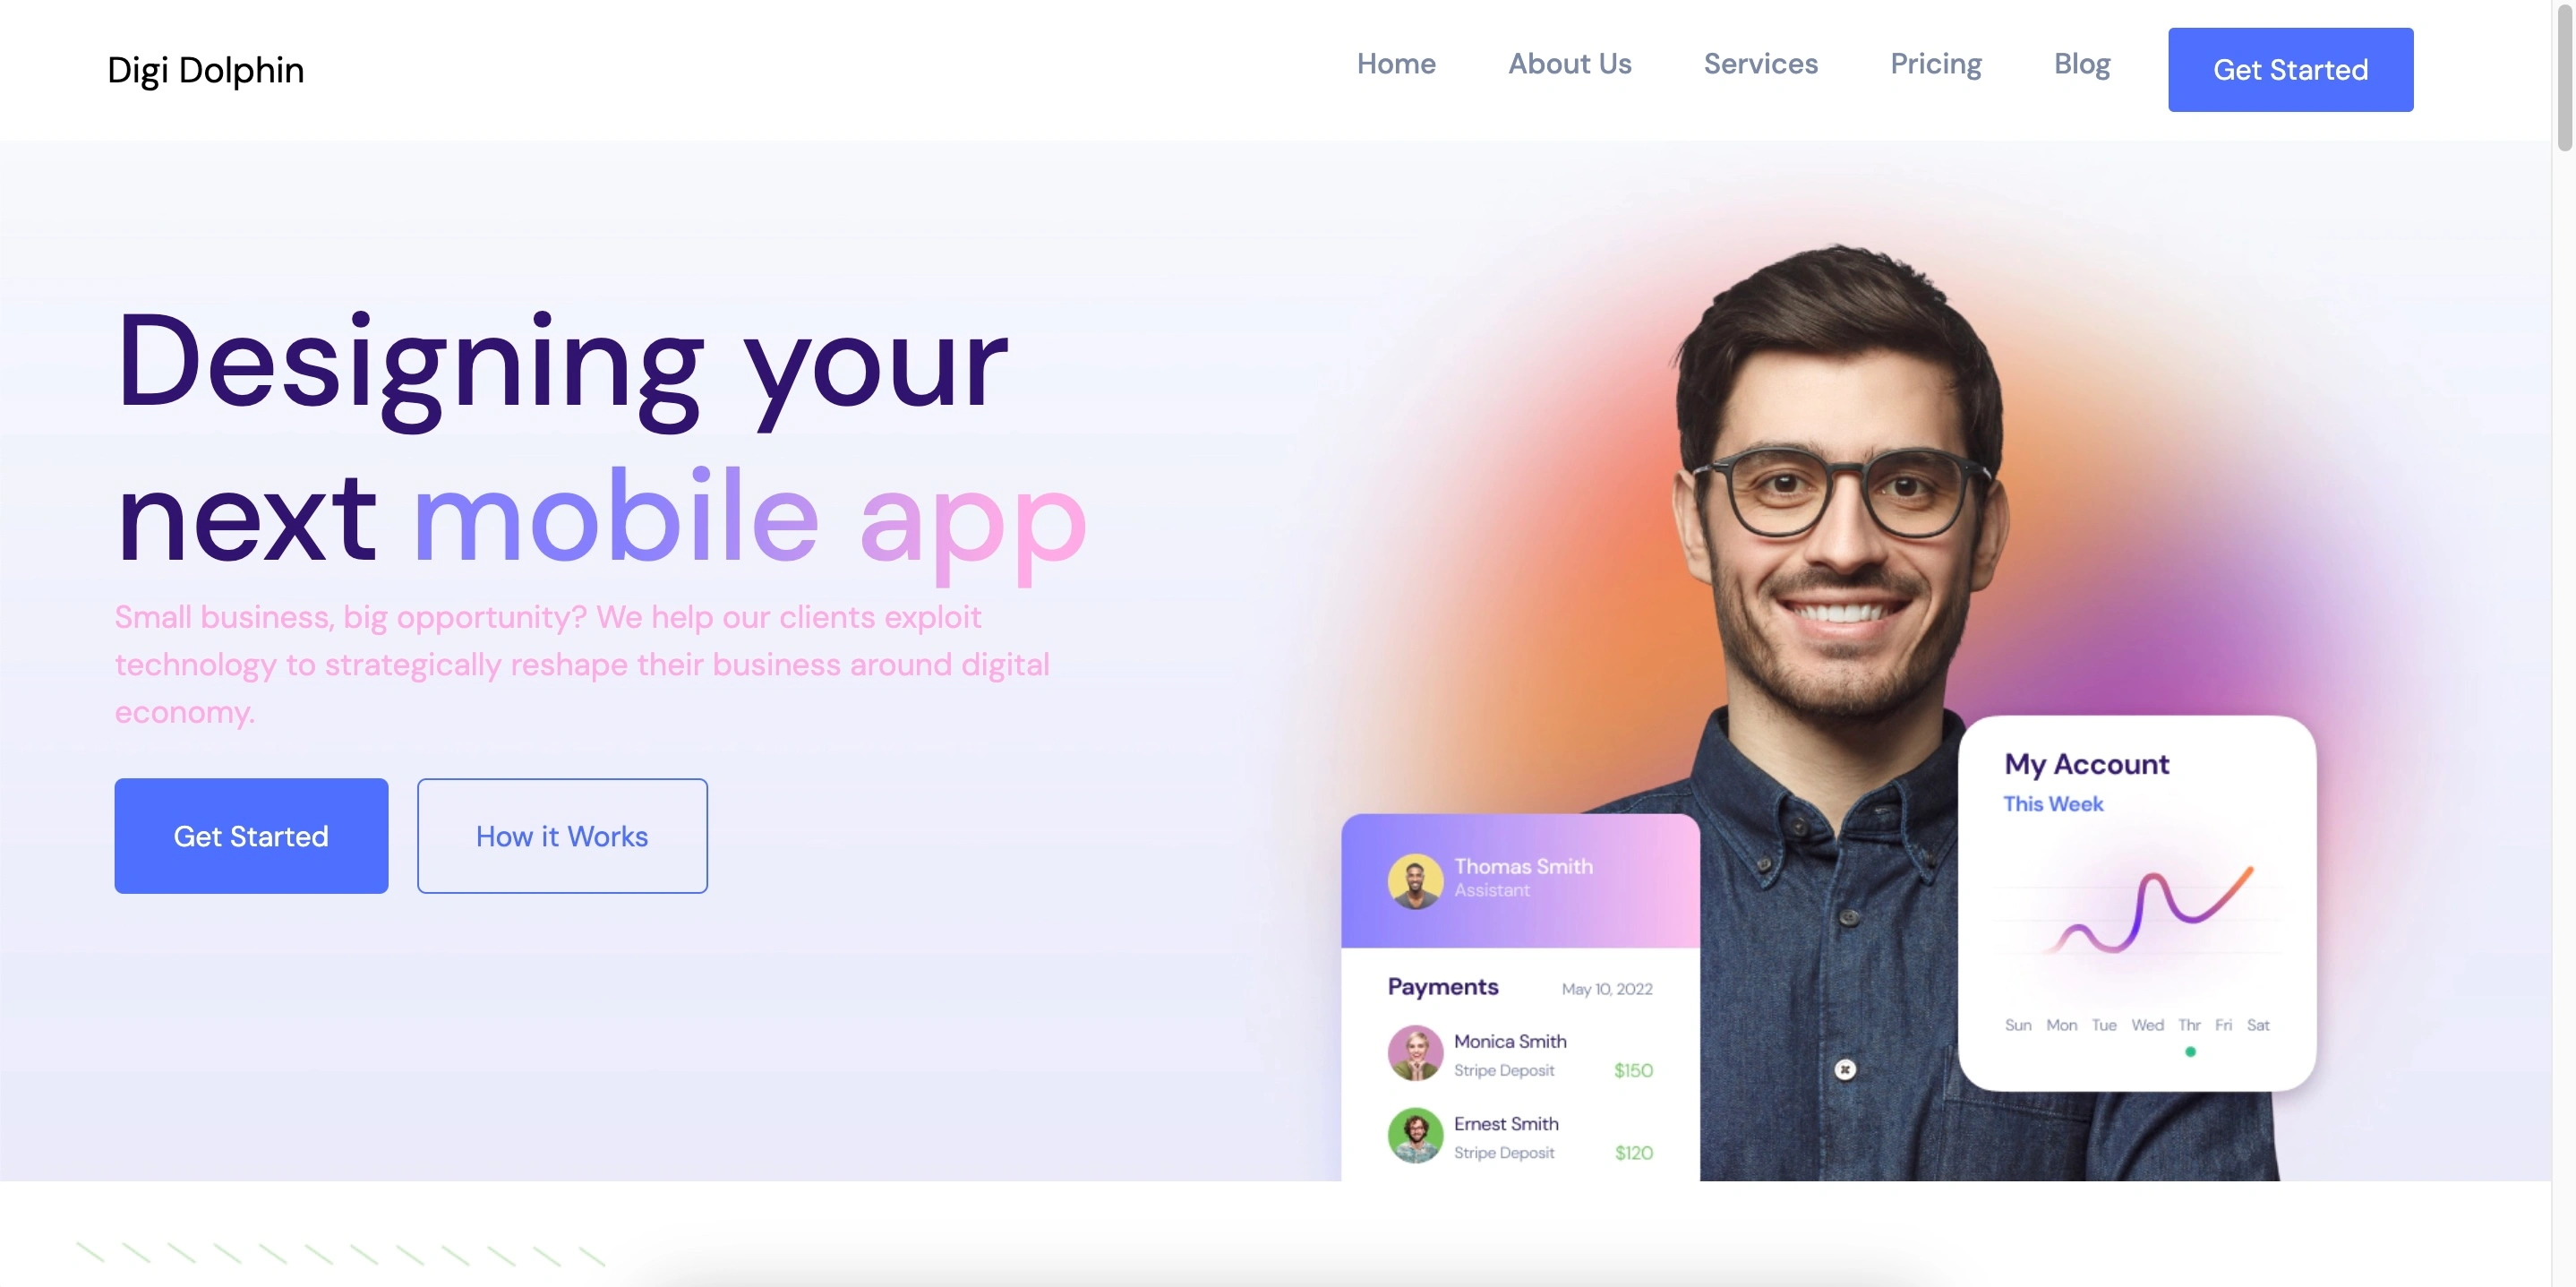 Digi Dolphin
Home About Us Services Pricing Blog Get Started
Designing your
next mobile app
Small business, big opportunity? We help our clients exploit
technology to strategically reshape their business around digital
economy.
Get Started How it Works
Thomas Smith
Assistant
Payments May 10, 2022
Monica Smith
Stripe Deposit $150
Ernest Smith
Stripe Deposit $120
My Account
This Week
Sun Mon Tue Wed Thr Fri Sat